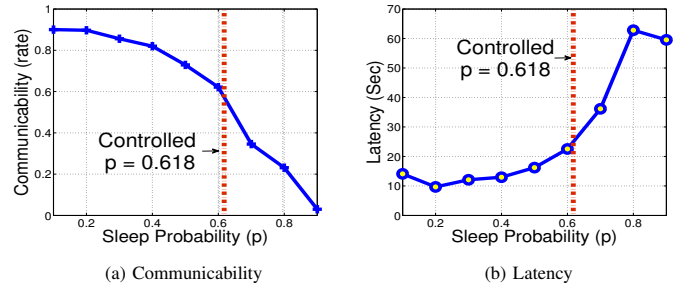 Communicability (rate)
1
0.8
0.6
0.4
0.2
0
Controlled
p = 0.618
0.2
0.4
0.6
0.8
Sleep Probability (p)
(a) Communicability
Latency (Sec)
70
60
50
40
30
20
10
0
Controlled
p = 0.618
0.2
0.4
0.6
0.8
Sleep Probability (p)
(b) Latency